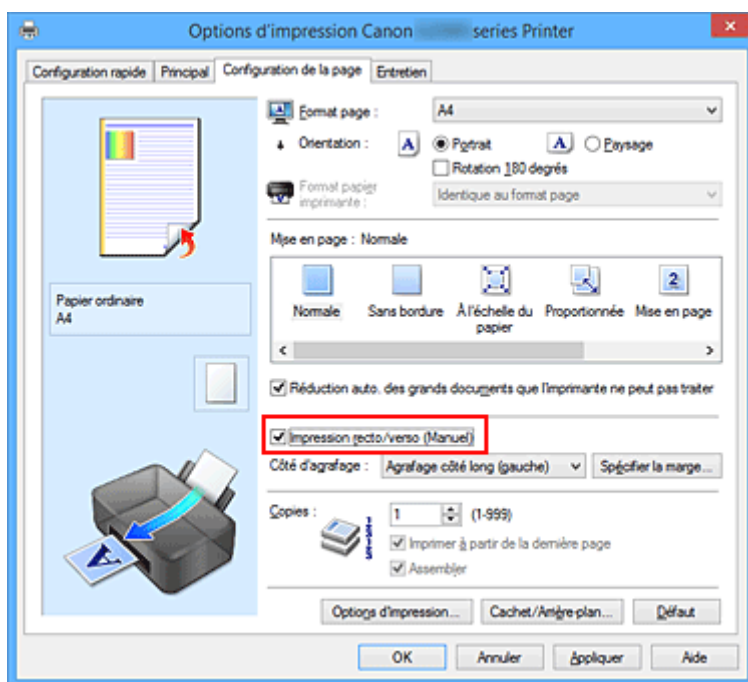 Options d'impression Canon series Printer
Configuration rapide Principal Configuration de la page Entretien
Format page : A4
Orientation : A Portrait A Paysage
Rotation 180 degrés
Format papier imprimante : Identique au format page
Mise en page : Normale
Normale Sans bordure À l'échelle du papier Proportionnée 2 Mise en page
Papier ordinaire
A4
Réduction auto. des grands documents que l'imprimante ne peut pas traiter
Impression recto/verso (Manuel)
Côté d'agrafage : Agrafage côté long (gauche) Spécifier la marge...
Copies : 1 (1-999)
Imprimer à partir de la dernière page
Assembler
A
Options d'impression... Cachet/Arrière-plan... Défaut
OK Annuler Appliquer Aide